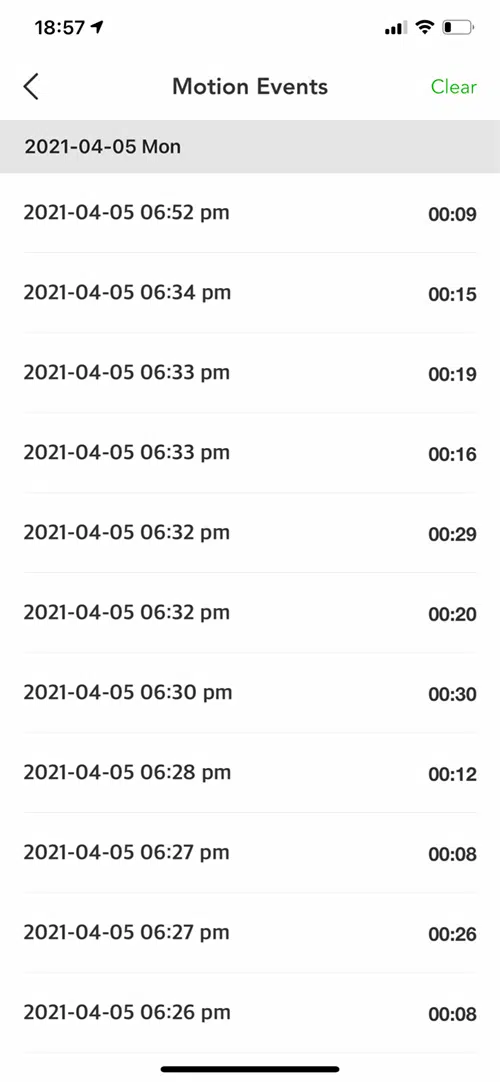 18:57
Motion Events
Clear
2021-04-05 Mon
2021-04-05 06:52 pm 00:09
2021-04-05 06:34 pm 00:15
2021-04-05 06:33 pm 00:19
2021-04-05 06:33 pm 00:16
2021-04-05 06:32 pm 00:29
2021-04-05 06:32 pm 00:20
2021-04-05 06:30 pm 00:30
2021-04-05 06:28 pm 00:12
2021-04-05 06:27 pm 00:08
2021-04-05 06:27 pm 00:26
2021-04-05 06:26 pm 00:08